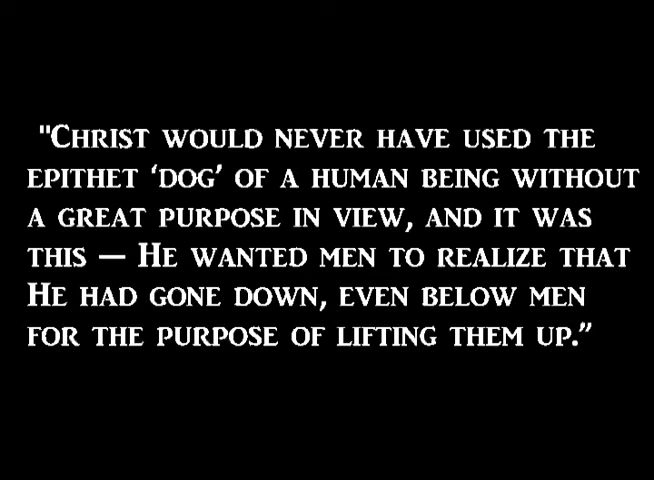 "Christ would never have used the
epithet ‘dog’ of a human being without
a great purpose in view, and it was
this — He wanted men to realize that
He had gone down, even below men
for the purpose of lifting them up.”